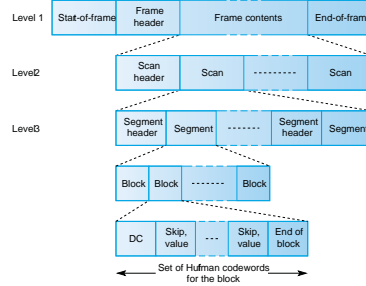 Level 1
Start-of-frame
Frame header
Frame contents
End-of-fram
Level2
Scan header
Scan
Scan
Level3
Segment header
Segment
Segment header
Segment
Block
Block
Block
DC
Skip, value
Skip, value
End of block
Set of Hufman codewords
for the block